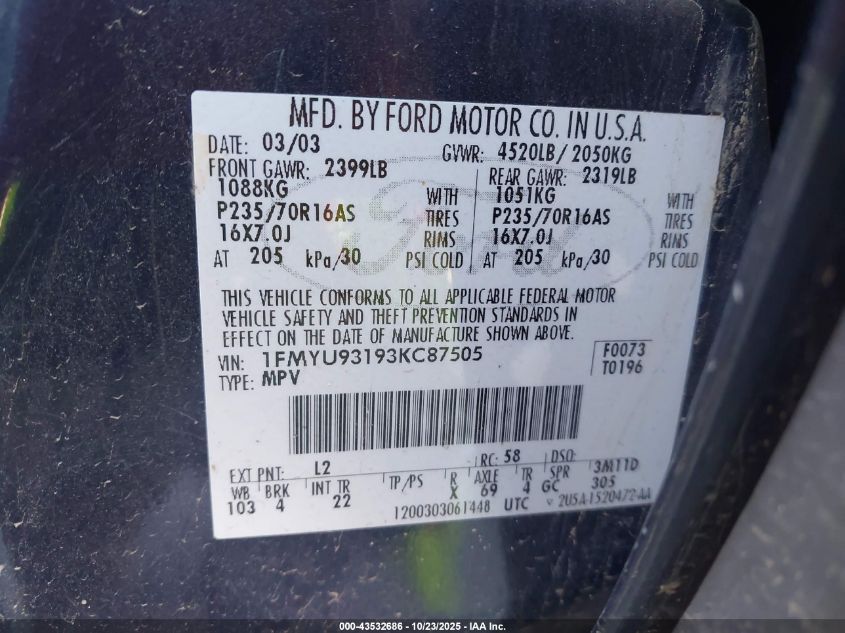 MFD. BY FORD MOTOR CO. IN U.S.A.
DATE: 03/03 GVWR: 4520LB/ 2050KG
FRONT GAWR: 2399LB REAR GAWR: 2319LB
1088KG WITH 1051KG WITH
P235/70R16AS TIRES P235/70R16AS TIRES
16X7.0J RIMS 16X7.0J RIMS
AT 205 kPa/30 PSI COLD AT 205 kPa/30 PSI COLD
Ford
THIS VEHICLE CONFORMS TO ALL APPLICABLE FEDERAL MOTOR
VEHICLE SAFETY AND THEFT PREVENTION STANDARDS IN
EFFECT ON THE DATE OF MANUFACTURE SHOWN ABOVE.
VIN: 1FMYU93193KC87505 F0073
TYPE: MPV T0196
EXT PNT: L2 RC: 58 DSO:
WB BRK INT TR TP/PS R AXLE TR SPR 3M11D
103 4 22 X 69 4 GC 305
1200303061448 UTC 2U5A-1520472-AA
000-43532686 - 10/23/2025 - IAA Inc.